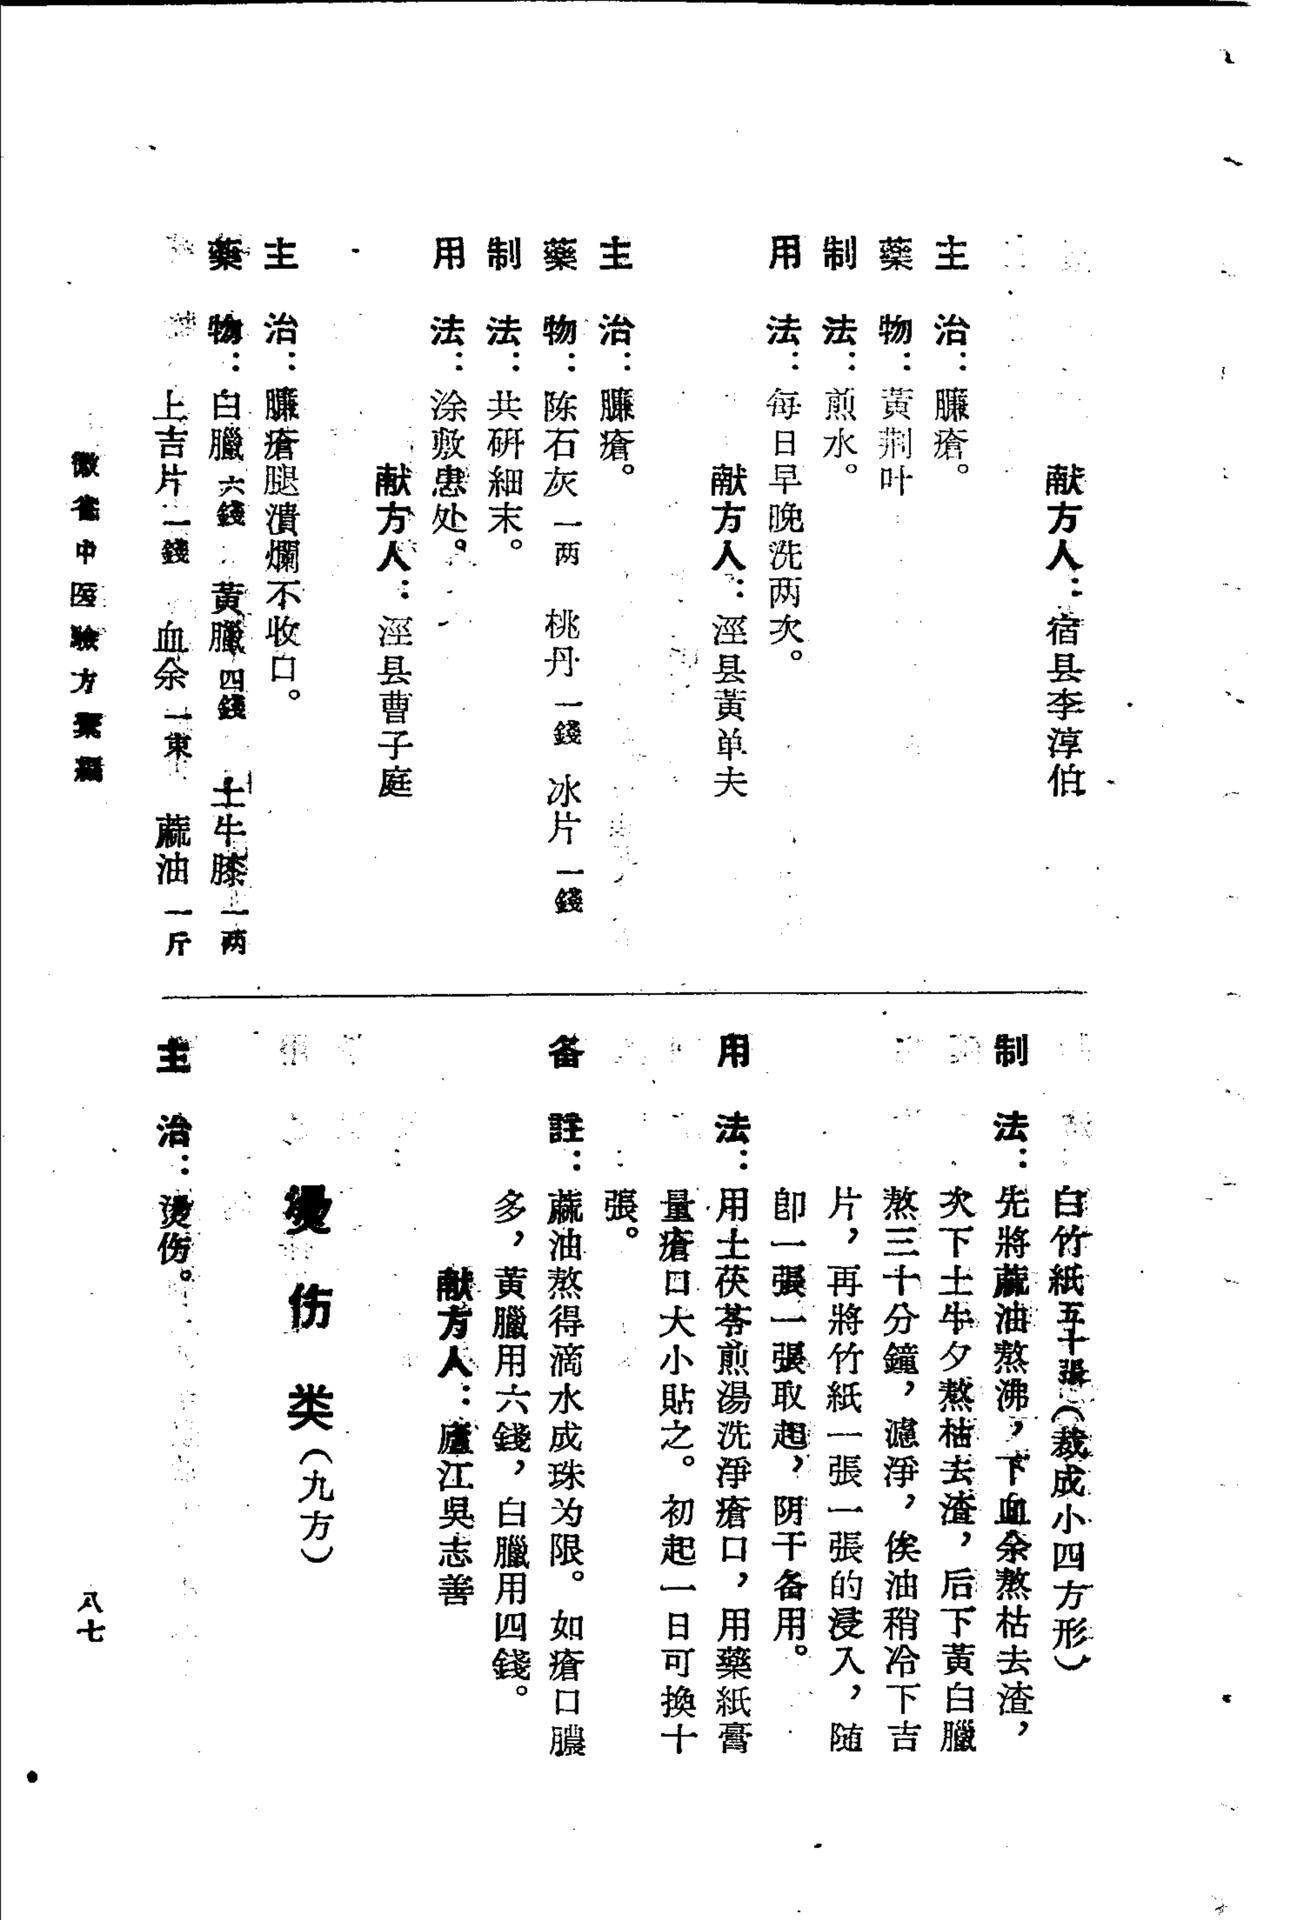 献方人：宿县李淳伯
主　治：臁瘡。
藥　物：黃荆叶
制　法：煎水。
用　法：每日早晚洗两次。
献方人：涇县黃单夫
主　治：臁瘡。
藥　物：陈石灰一两　桃丹一錢　冰片一錢
制　法：共研細末。
用　法：涂敷患处。
献方人：涇县曹子庭
主　治：臁瘡腿潰爛不收口。
藥　物：白臘六錢　黃臘四錢　土牛膝一两
上吉片一錢　血余一束　蔴油一斤
白竹紙五十張（裁成小四方形）
制　法：先將蔴油熬沸，下血余熬枯去渣，
次下土牛夕熬枯去渣，后下黃白臘
熬三十分鐘，濾淨，俟油稍冷下吉
片，再將竹紙一張一張的浸入，随
卽一張一張取起，阴干备用。
用　法：用土茯苓煎湯洗淨瘡口，用藥紙膏
量瘡口大小貼之。初起一日可換十
張。
备　註：蔴油熬得滴水成珠为限。如瘡口膿
多，黃臘用六錢，白臘用四錢。
献方人：廬江吳志善
燙伤类（九方）
主　治：燙伤。
徽省中医驗方彙編
八七